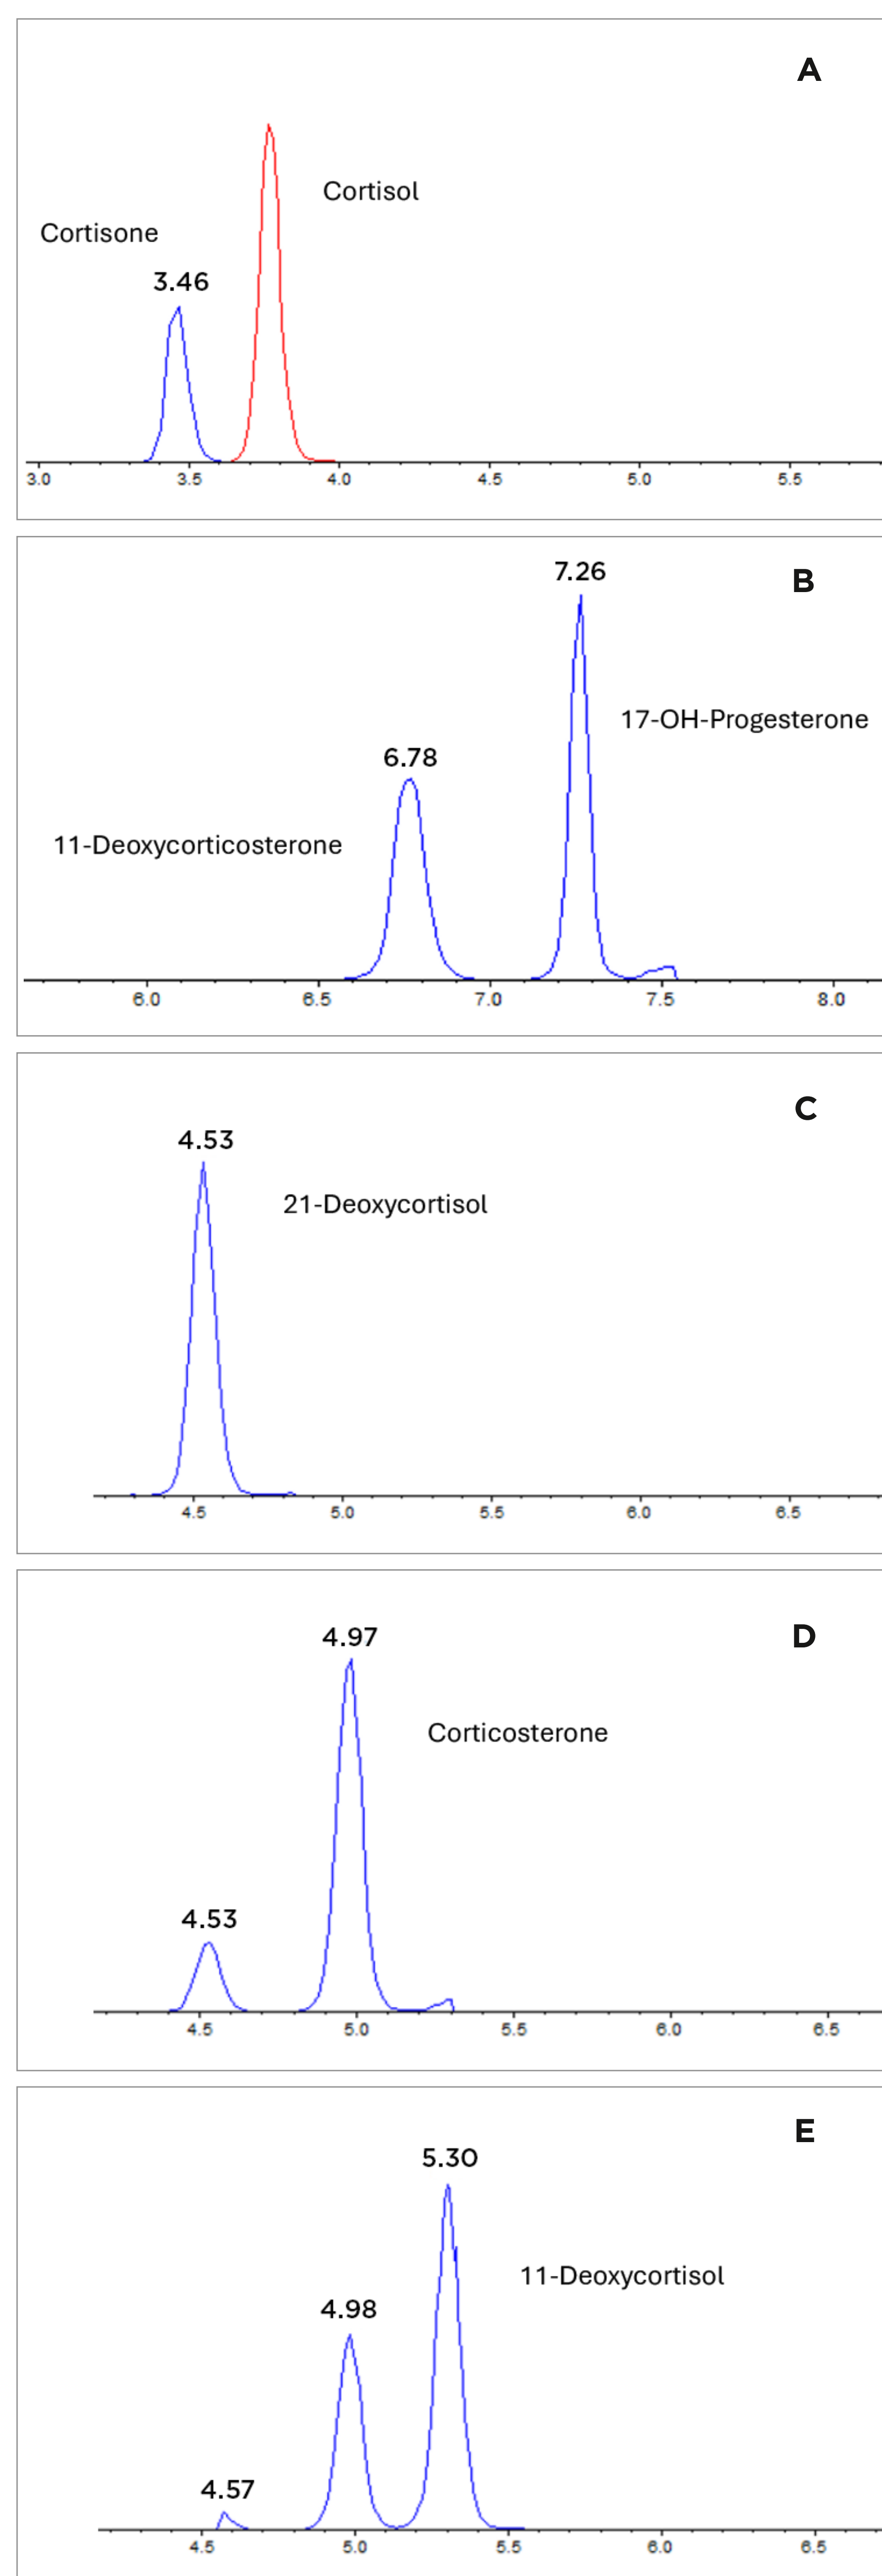 A
Cortisol
Cortisone
3.46
3.0 3.5 4.0 4.5 5.0 5.5
7.26
B
17-OH-Progesterone
6.78
11-Deoxycorticosterone
6.0 6.5 7.0 7.5 8.0
C
4.53
21-Deoxycortisol
4.5 5.0 5.5 6.0 6.5
4.97
D
Corticosterone
4.53
4.5 5.0 5.5 6.0 6.5
E
5.30
11-Deoxycortisol
4.98
4.57
4.5 5.0 5.5 6.0 6.5